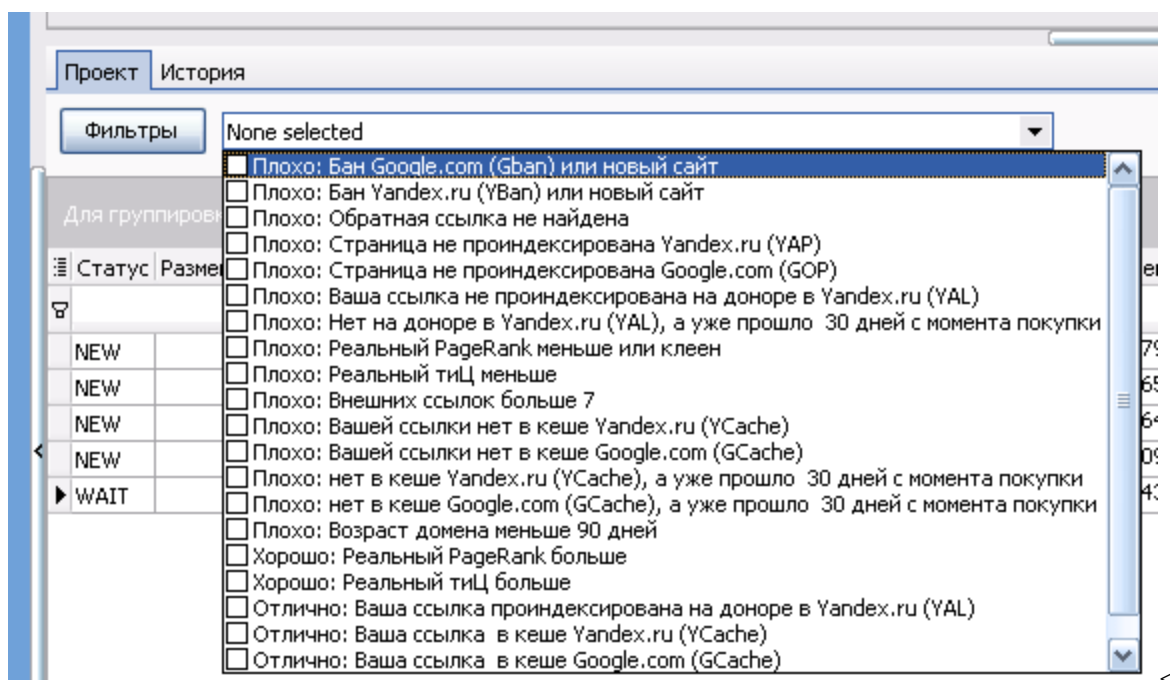 Проект История
Фильтры None selected
Плохо: Бан Google.com (Gban) или новый сайт
Плохо: Бан Yandex.ru (YBan) или новый сайт
Для группировк
Плохо: Обратная ссылка не найдена
Плохо: Страница не проиндексирована Yandex.ru (YAP)
Статус Разме
Плохо: Страница не проиндексирована Google.com (GOP)
Плохо: Ваша ссылка не проиндексирована на доноре в Yandex.ru (YAL)
Плохо: Нет на доноре в Yandex.ru (YAL), а уже прошло 30 дней с момента покупки
NEW
Плохо: Реальный PageRank меньше или клеен
Плохо: Реальный тиЦ меньше
NEW
Плохо: Внешних ссылок больше 7
NEW
Плохо: Вашей ссылки нет в кеше Yandex.ru (YCache)
Плохо: Вашей ссылки нет в кеше Google.com (GCache)
NEW
Плохо: нет в кеше Yandex.ru (YCache), а уже прошло 30 дней с момента покупки
WAIT
Плохо: нет в кеше Google.com (GCache), а уже прошло 30 дней с момента покупки
Плохо: Возраст домена меньше 90 дней
Хорошо: Реальный PageRank больше
Хорошо: Реальный тиЦ больше
Отлично: Ваша ссылка проиндексирована на доноре в Yandex.ru (YAL)
Отлично: Ваша ссылка в кеше Yandex.ru (YCache)
Отлично: Ваша ссылка в кеше Google.com (GCache)